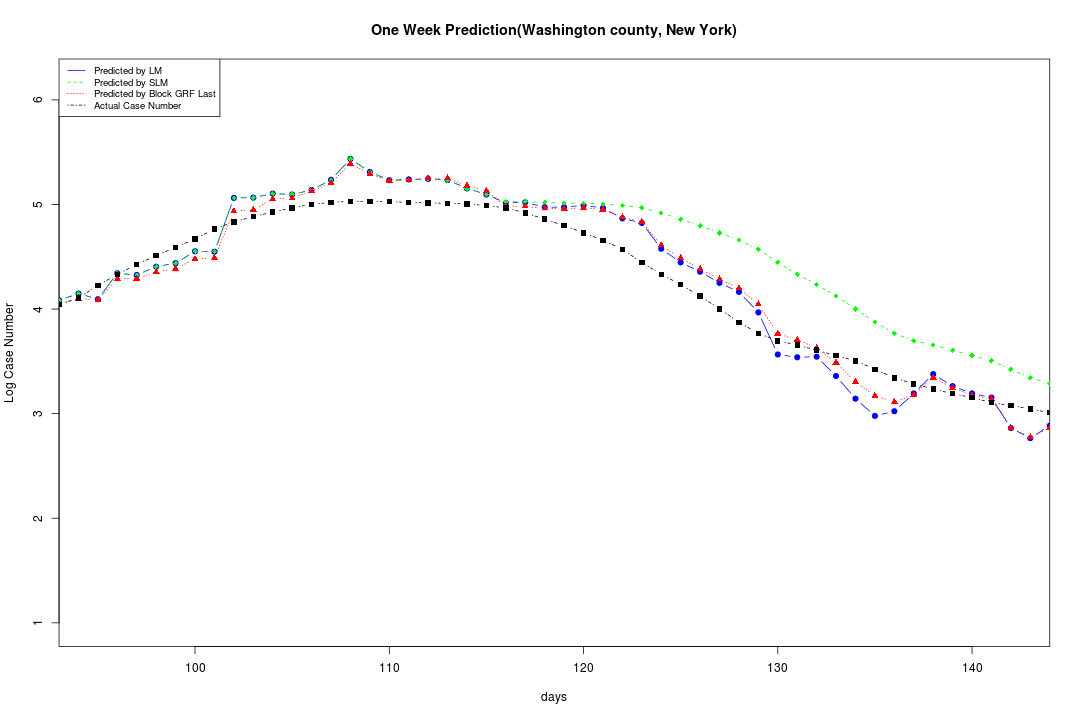 One Week Prediction(Washington county, New York)
Predicted by LM
Predicted by SLM
Predicted by Block GRF Last
Actual Case Number
6
5
4
3
2
1
Log Case Number
100 110 120 130 140
days